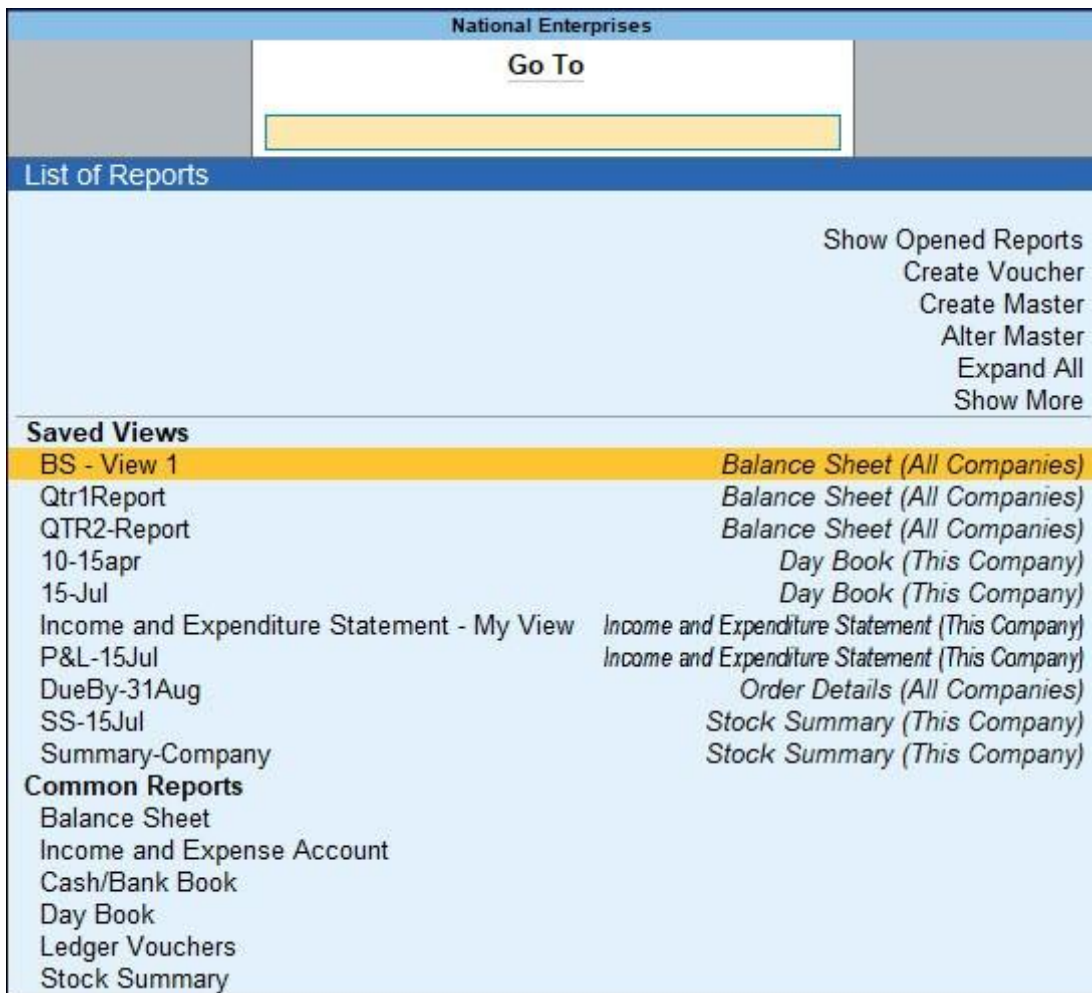 National Enterprises
Go To
List of Reports
Show Opened Reports
Create Voucher
Create Master
Alter Master
Expand All
Show More
Saved Views
BS - View 1 Balance Sheet (All Companies)
Qtr1Report Balance Sheet (All Companies)
QTR2-Report Balance Sheet (All Companies)
10-15apr Day Book (This Company)
15-Jul Day Book (This Company)
Income and Expenditure Statement - My View Income and Expenditure Statement (This Company)
P&L-15Jul Income and Expenditure Statement (This Company)
DueBy-31Aug Order Details (All Companies)
SS-15Jul Stock Summary (This Company)
Summary-Company Stock Summary (This Company)
Common Reports
Balance Sheet
Income and Expense Account
Cash/Bank Book
Day Book
Ledger Vouchers
Stock Summary